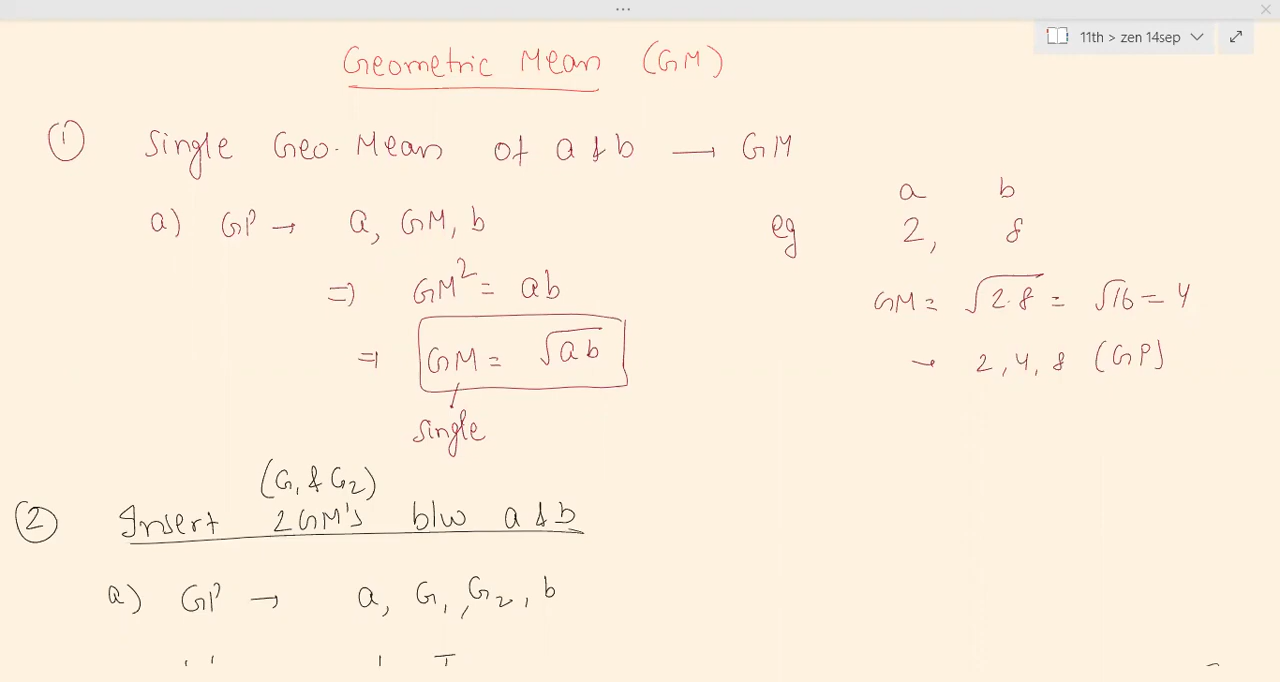 11th > zen 14sep
Geometric Mean (GM)
① Single Geo. Mean of a & b → GM
a) GP → a, GM, b
⇒ GM² = ab
⇒ GM = √ab
single
a b
eg 2, 8
GM = √2.8 = √16 = 4
→ 2, 4, 8 (GP)
(G₁ & G₂)
② Insert 2GM's b/w a & b
a) GP → a, G₁, G₂, b